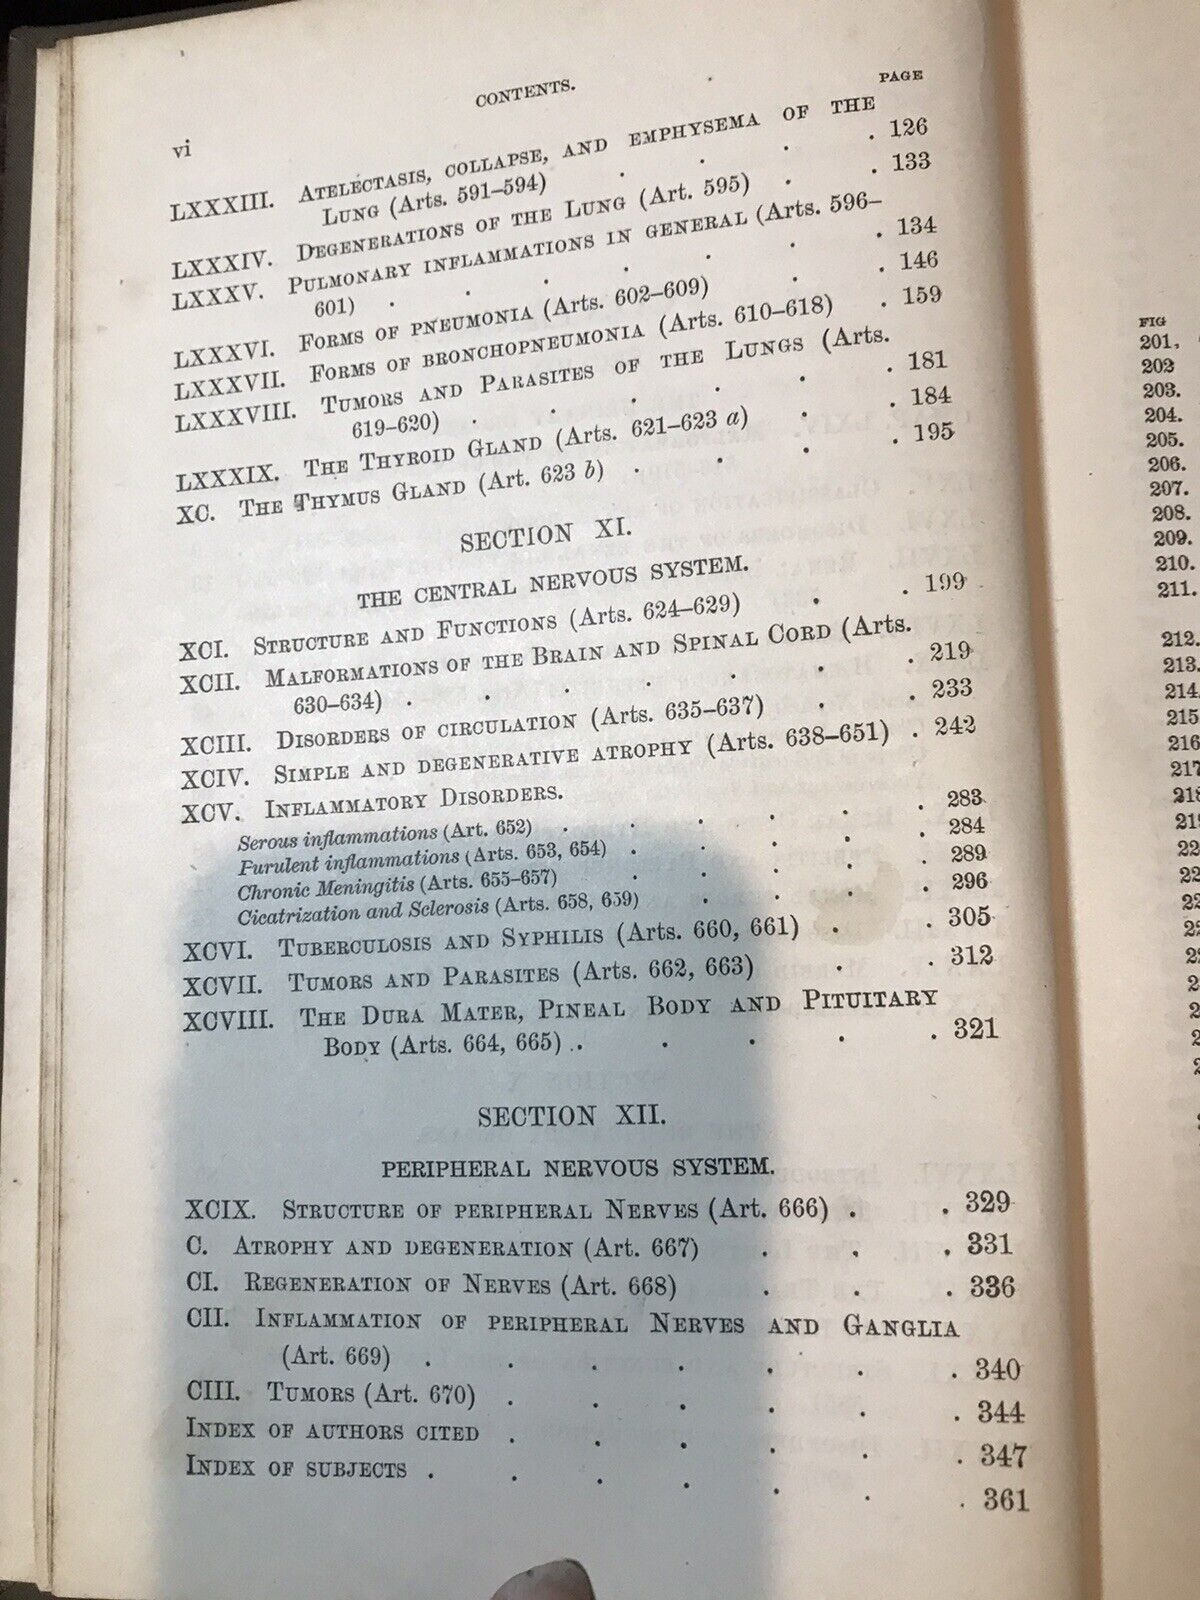 CONTENTS.
vi
PAGE
LXXXIII. ATELECTASIS, COLLAPSE, AND EMPHYSEMA OF THE
LUNG (Arts. 591–594) . . . 126
LXXXIV. DEGENERATIONS OF THE LUNG (Art. 595) . . 133
LXXXV. PULMONARY INFLAMMATIONS IN GENERAL (Arts. 596–
601) . . . . . . . 134
LXXXVI. FORMS OF PNEUMONIA (Arts. 602–609) . . 146
LXXXVII. FORMS OF BRONCHOPNEUMONIA (Arts. 610–618) . 159
LXXXVIII. TUMORS AND PARASITES OF THE LUNGS (Arts.
619–620) . . . . . . 181
LXXXIX. THE THYROID GLAND (Arts. 621–623 a) . . 184
XC. THE THYMUS GLAND (Art. 623 b) . . . . 195
SECTION XI.
THE CENTRAL NERVOUS SYSTEM.
XCI. STRUCTURE AND FUNCTIONS (Arts. 624–629) . . 199
XCII. MALFORMATIONS OF THE BRAIN AND SPINAL CORD (Arts.
630–634) . . . . . . . 219
XCIII. DISORDERS OF CIRCULATION (Arts. 635–637) . . 233
XCIV. SIMPLE AND DEGENERATIVE ATROPHY (Arts. 638–651) . 242
XCV. INFLAMMATORY DISORDERS.
Serous inflammations (Art. 652) . . . . . 283
Purulent inflammations (Arts. 653, 654) . . . . 284
Chronic Meningitis (Arts. 655–657) . . . . 289
Cicatrization and Sclerosis (Arts. 658, 659) . . . 296
XCVI. TUBERCULOSIS AND SYPHILIS (Arts. 660, 661) . . 305
XCVII. TUMORS AND PARASITES (Arts. 662, 663) . . 312
XCVIII. THE DURA MATER, PINEAL BODY AND PITUITARY
BODY (Arts. 664, 665) . . . . . 321
SECTION XII.
PERIPHERAL NERVOUS SYSTEM.
XCIX. STRUCTURE OF PERIPHERAL NERVES (Art. 666) . . 329
C. ATROPHY AND DEGENERATION (Art. 667) . . . 331
CI. REGENERATION OF NERVES (Art. 668) . . . 336
CII. INFLAMMATION OF PERIPHERAL NERVES AND GANGLIA
(Art. 669) . . . . . . . 340
CIII. TUMORS (Art. 670) . . . . . . 344
INDEX OF AUTHORS CITED . . . . . . 347
INDEX OF SUBJECTS . . . . . . 361
FIG
201.
202
203.
204.
205.
206.
207.
208.
209.
210.
211.
212.
213.
214.
215
216
217